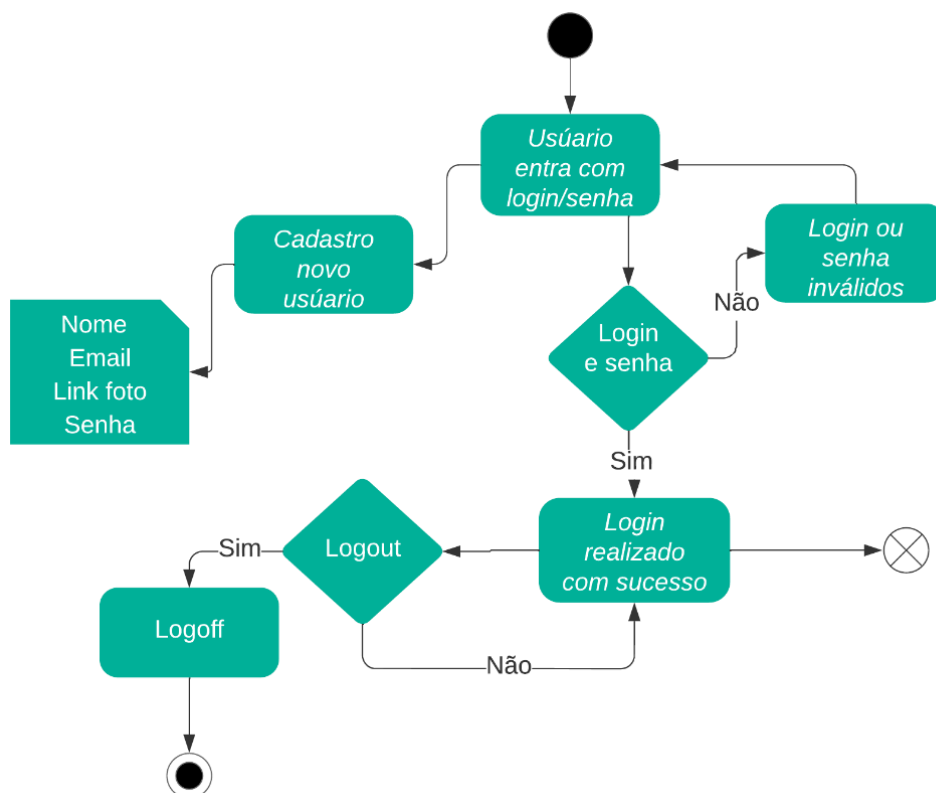 Usúario
entra com
login/senha
Cadastro
novo
usúario
Login ou
senha
inválidos
Nome
Email
Link foto
Senha
Não
Login
e senha
Sim
Login
realizado
com sucesso
Logout
Sim
Logoff
Não